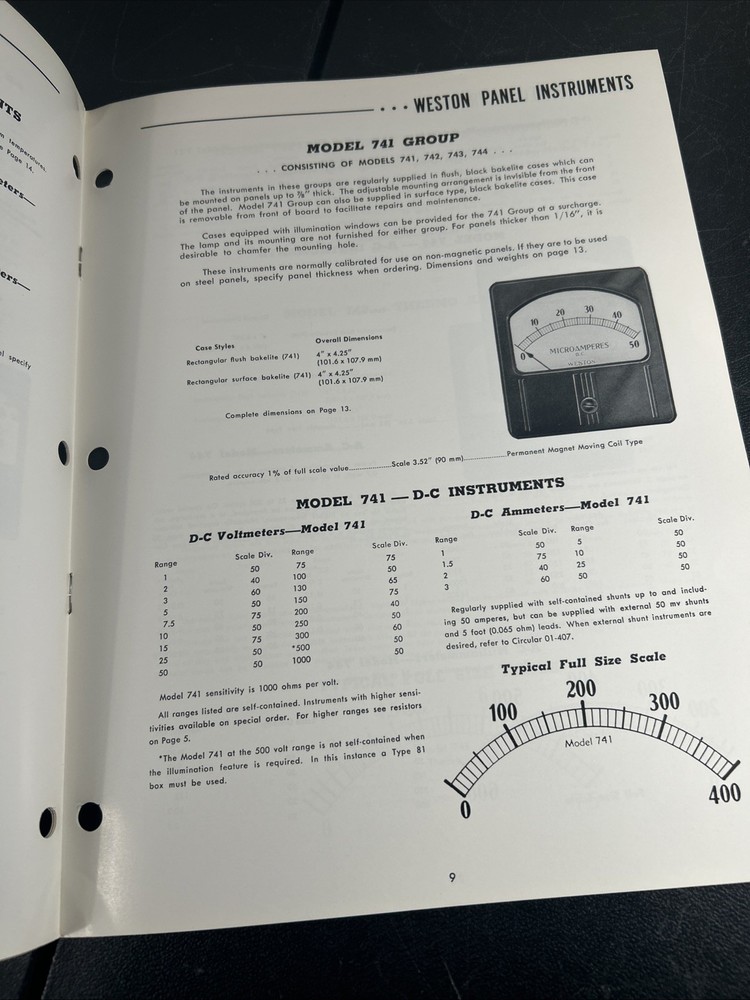 NTS
m temperatures.
Page 14.
eters—
ers—
el specify
... WESTON PANEL INSTRUMENTS
MODEL 741 GROUP
... CONSISTING OF MODELS 741, 742, 743, 744 ...
The instruments in these groups are regularly supplied in flush, black bakelite cases which can
be mounted on panels up to ⅝" thick. The adjustable mounting arrangement is invisible from the front
of the panel. Model 741 Group can also be supplied in surface type, black bakelite cases. This case
is removable from front of board to facilitate repairs and maintenance.
Cases equipped with illumination windows can be provided for the 741 Group at a surcharge.
The lamp and its mounting are not furnished for either group. For panels thicker than 1/16", it is
desirable to chamfer the mounting hole.
These instruments are normally calibrated for use on non-magnetic panels. If they are to be used
on steel panels, specify panel thickness when ordering. Dimensions and weights on page 13.
Case Styles Overall Dimensions
Rectangular flush bakelite (741) 4" x 4.25"
(101.6 x 107.9 mm)
Rectangular surface bakelite (741) 4" x 4.25"
(101.6 x 107.9 mm)
Complete dimensions on Page 13.
0 10 20 30 40 50
MICROAMPERES
D.C.
WESTON
Rated accuracy 1% of full scale value..................Scale 3.52" (90 mm)..................Permanent Magnet Moving Coil Type
MODEL 741 — D-C INSTRUMENTS
D-C Voltmeters—Model 741
Range Scale Div. Range Scale Div.
1 50 75 75
2 40 100 50
3 60 130 65
5 50 150 75
7.5 75 200 40
10 50 250 50
15 75 300 60
25 50 *500 50
50 50 1000 50
Model 741 sensitivity is 1000 ohms per volt.
All ranges listed are self-contained. Instruments with higher sensi-
tivities available on special order. For higher ranges see resistors
on Page 5.
*The Model 741 at the 500 volt range is not self-contained when
the illumination feature is required. In this instance a Type 81
box must be used.
D-C Ammeters—Model 741
Range Scale Div. Range Scale Div.
1 50 5 50
1.5 75 10 50
2 40 25 50
3 60 50 50
Regularly supplied with self-contained shunts up to and includ-
ing 50 amperes, but can be supplied with external 50 mv shunts
and 5 foot (0.065 ohm) leads. When external shunt instruments are
desired, refer to Circular 01-407.
Typical Full Size Scale
0 100 200 300 400
Model 741
9